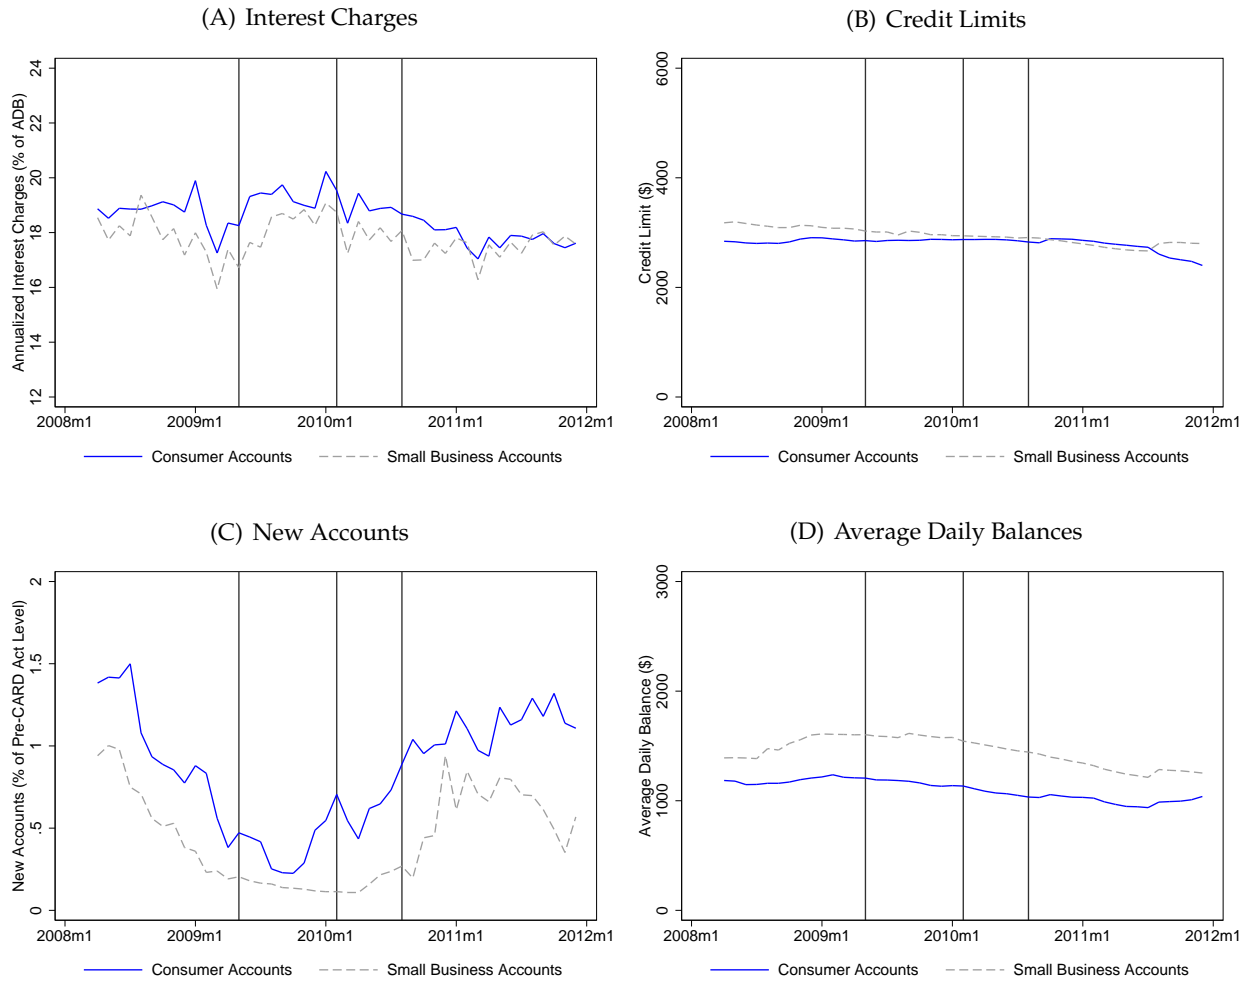 (A) Interest Charges
Annualized Interest Charges (% of ADB)
24
22
20
18
16
14
12
2008m1 2009m1 2010m1 2011m1 2012m1
Consumer Accounts Small Business Accounts
(B) Credit Limits
Credit Limit ($)
6000
4000
2000
0
2008m1 2009m1 2010m1 2011m1 2012m1
Consumer Accounts Small Business Accounts
(C) New Accounts
New Accounts (% of Pre-CARD Act Level)
2
1.5
1
.5
0
2008m1 2009m1 2010m1 2011m1 2012m1
Consumer Accounts Small Business Accounts
(D) Average Daily Balances
Average Daily Balance ($)
3000
2000
1000
0
2008m1 2009m1 2010m1 2011m1 2012m1
Consumer Accounts Small Business Accounts